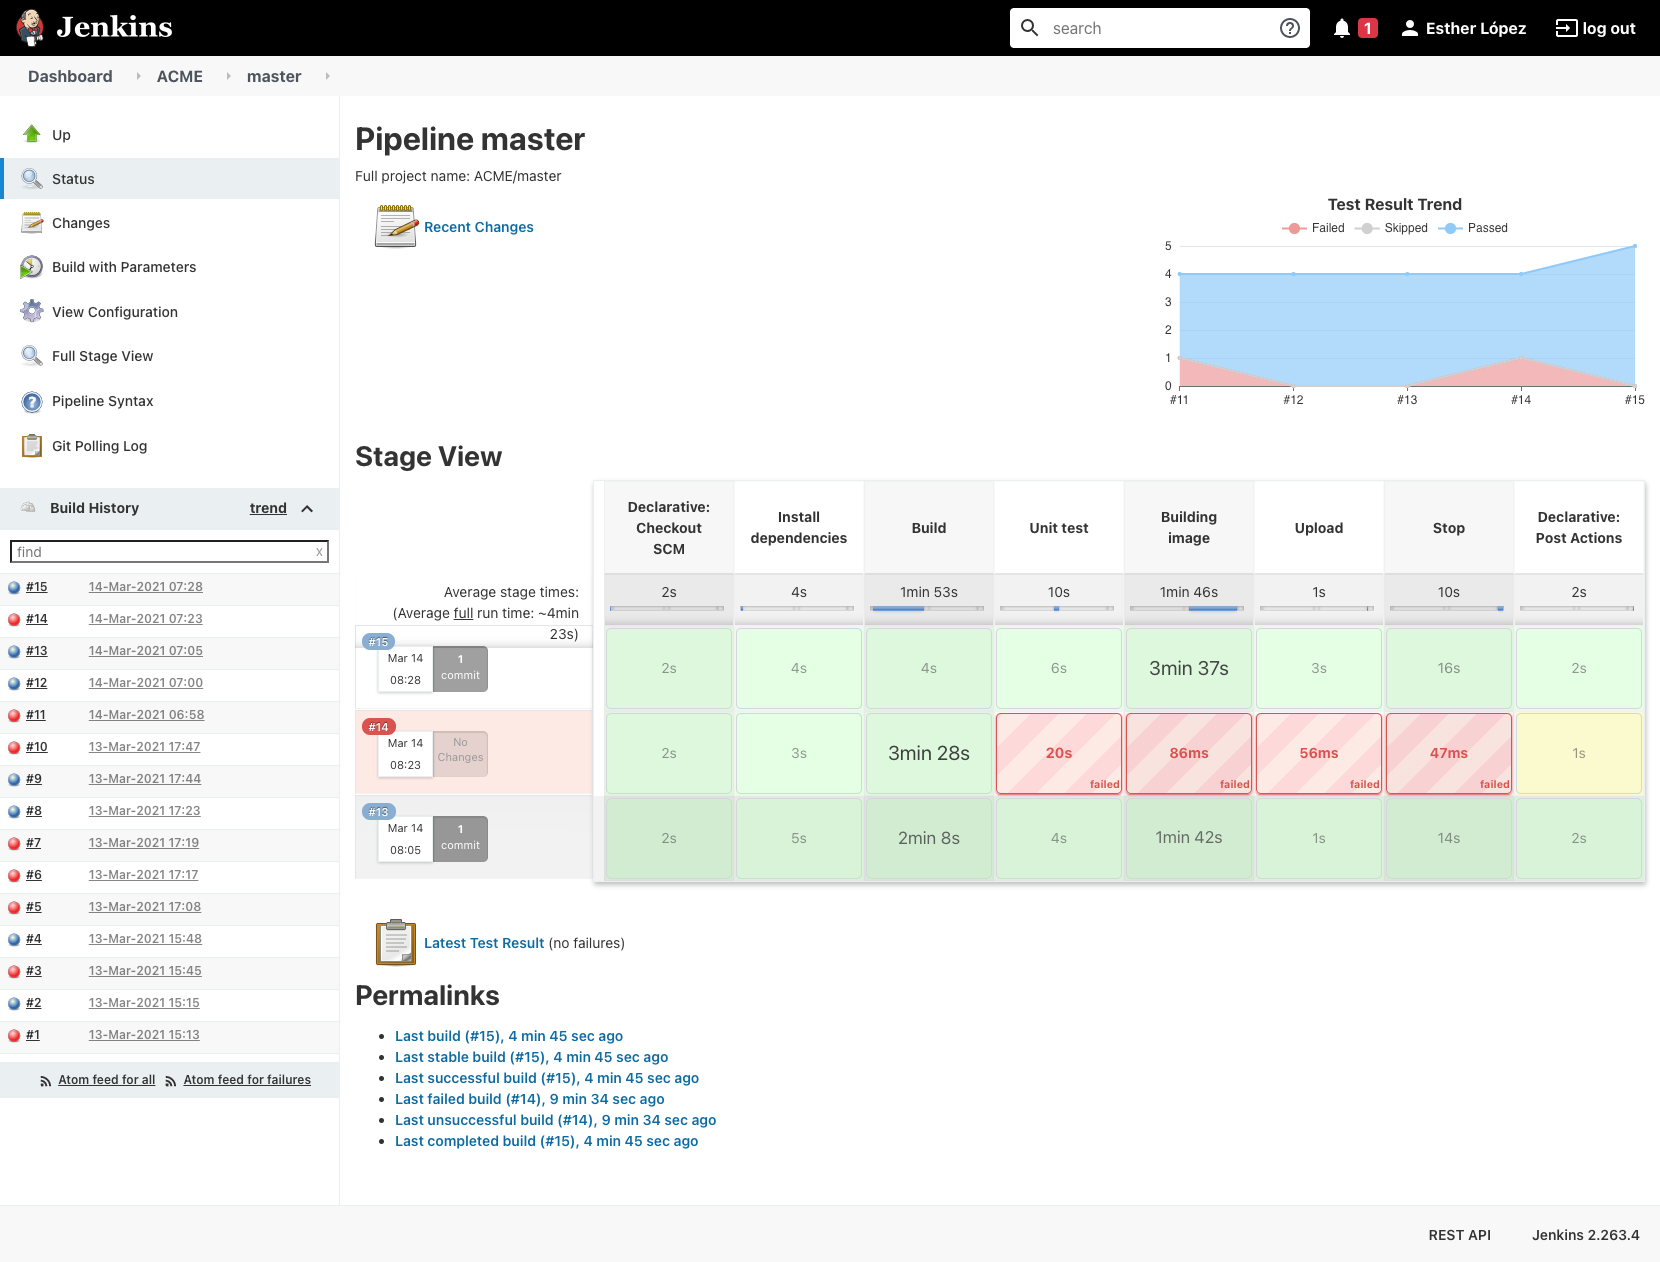 Jenkins
search
1
Esther López
log out
Dashboard
ACME
master
Up
Status
Changes
Build with Parameters
View Configuration
Full Stage View
Pipeline Syntax
Git Polling Log
Build History
trend
find
x
#15 14-Mar-2021 07:28
#14 14-Mar-2021 07:23
#13 14-Mar-2021 07:05
#12 14-Mar-2021 07:00
#11 14-Mar-2021 06:58
#10 13-Mar-2021 17:47
#9 13-Mar-2021 17:44
#8 13-Mar-2021 17:23
#7 13-Mar-2021 17:19
#6 13-Mar-2021 17:17
#5 13-Mar-2021 17:08
#4 13-Mar-2021 15:48
#3 13-Mar-2021 15:45
#2 13-Mar-2021 15:15
#1 13-Mar-2021 15:13
Atom feed for all
Atom feed for failures
Pipeline master
Full project name: ACME/master
Recent Changes
Test Result Trend
Failed Skipped Passed
5
4
3
2
1
0
#11 #12 #13 #14 #15
Stage View
Declarative:
Checkout
SCM
Install
dependencies
Build
Unit test
Building
image
Upload
Stop
Declarative:
Post Actions
Average stage times:
(Average full run time: ~4min
23s)
2s 4s 1min 53s 10s 1min 46s 1s 10s 2s
#15
Mar 14
08:28
1
commit
2s 4s 4s 6s 3min 37s 3s 16s 2s
#14
Mar 14
08:23
No
Changes
2s 3s 3min 28s 20s 86ms 56ms 47ms 1s
failed failed failed failed
#13
Mar 14
08:05
1
commit
2s 5s 2min 8s 4s 1min 42s 1s 14s 2s
Latest Test Result (no failures)
Permalinks
Last build (#15), 4 min 45 sec ago
Last stable build (#15), 4 min 45 sec ago
Last successful build (#15), 4 min 45 sec ago
Last failed build (#14), 9 min 34 sec ago
Last unsuccessful build (#14), 9 min 34 sec ago
Last completed build (#15), 4 min 45 sec ago
REST API
Jenkins 2.263.4